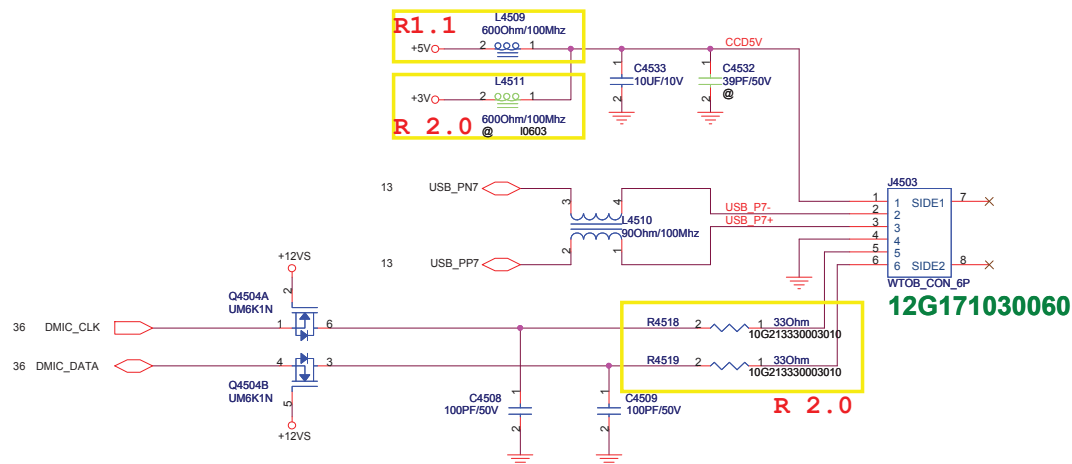 R1.1
L4509
600Ohm/100Mhz
+5V
2
1
CCD5V
L4511
+3V
2
1
600Ohm/100Mhz
R 2.0
@
I0603
1
C4533
10UF/10V
2
1
C4532
39PF/50V
@
2
13
USB_PN7
3
4
L4510
90Ohm/100Mhz
2
1
USB_P7-
USB_P7+
13
USB_PP7
J4503
1
1
SIDE1
7
2
2
3
3
4
4
5
5
6
6
SIDE2
8
WTOB_CON_6P
12G171030060
+12VS
2
Q4504A
UM6K1N
36
DMIC_CLK
1
6
R4518
2
1
33Ohm
10G213330003010
36
DMIC_DATA
4
3
R4519
2
1
33Ohm
10G213330003010
Q4504B
UM6K1N
5
+12VS
1
C4508
100PF/50V
2
1
C4509
100PF/50V
2
R 2.0